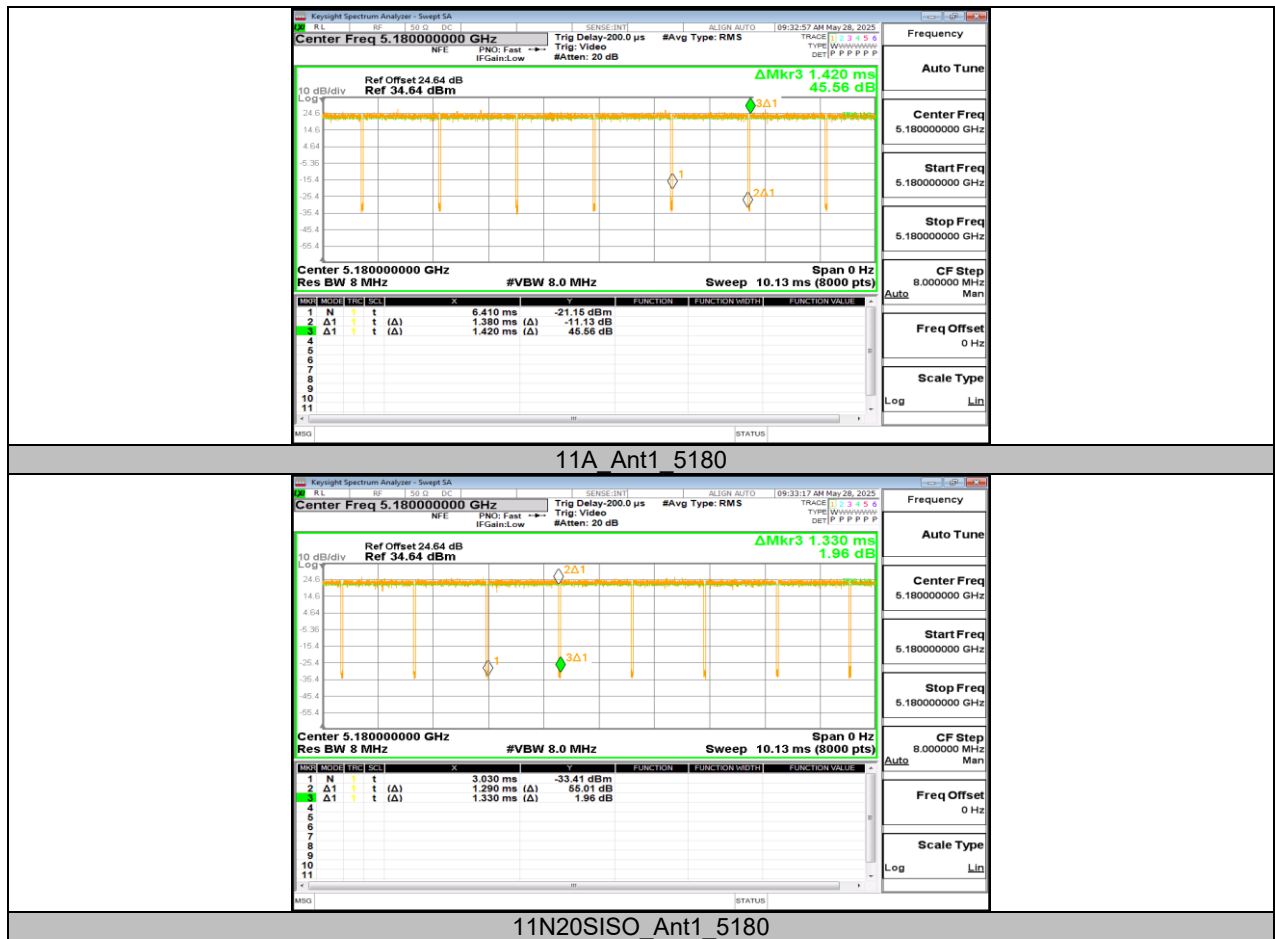 Keysight Spectrum Analyzer - Swept SA
RL RF 50 Ω DC SENSE:INT ALIGN AUTO 09:32:57 AM May 28, 2025
Center Freq 5.180000000 GHz Trig Delay-200.0 µs #Avg Type: RMS TRACE 1 2 3 4 5 6
NFE PNO: Fast Trig: Video TYPE WWWWWW
IFGain:Low #Atten: 20 dB DET P P P P P P
Frequency
Auto Tune
ΔMkr3 1.420 ms
45.56 dB
Ref Offset 24.64 dB
10 dB/div Ref 34.64 dBm
Log
24.6
14.6
4.64
-5.36
-15.4
-25.4
-35.4
-45.4
-55.4
3Δ1
1
2Δ1
Center Freq
5.180000000 GHz
Start Freq
5.180000000 GHz
Stop Freq
5.180000000 GHz
Center 5.180000000 GHz Span 0 Hz
Res BW 8 MHz #VBW 8.0 MHz Sweep 10.13 ms (8000 pts)
CF Step
8.000000 MHz
Auto Man
MKR MODE TRC SCL X Y FUNCTION FUNCTION WIDTH FUNCTION VALUE
1 N 1 t 6.410 ms -21.15 dBm
2 Δ1 1 t (Δ) 1.380 ms (Δ) -11.13 dB
3 Δ1 1 t (Δ) 1.420 ms (Δ) 45.56 dB
4
5
6
7
8
9
10
11
Freq Offset
0 Hz
Scale Type
Log Lin
MSG STATUS
11A_Ant1_5180
Keysight Spectrum Analyzer - Swept SA
RL RF 50 Ω DC SENSE:INT ALIGN AUTO 09:33:17 AM May 28, 2025
Center Freq 5.180000000 GHz Trig Delay-200.0 µs #Avg Type: RMS TRACE 1 2 3 4 5 6
NFE PNO: Fast Trig: Video TYPE WWWWWW
IFGain:Low #Atten: 20 dB DET P P P P P P
Frequency
Auto Tune
ΔMkr3 1.330 ms
1.96 dB
Ref Offset 24.64 dB
10 dB/div Ref 34.64 dBm
Log
24.6
14.6
4.64
-5.36
-15.4
-25.4
-35.4
-45.4
-55.4
2Δ1
1
3Δ1
Center Freq
5.180000000 GHz
Start Freq
5.180000000 GHz
Stop Freq
5.180000000 GHz
Center 5.180000000 GHz Span 0 Hz
Res BW 8 MHz #VBW 8.0 MHz Sweep 10.13 ms (8000 pts)
CF Step
8.000000 MHz
Auto Man
MKR MODE TRC SCL X Y FUNCTION FUNCTION WIDTH FUNCTION VALUE
1 N 1 t 3.030 ms -33.41 dBm
2 Δ1 1 t (Δ) 1.290 ms (Δ) 55.01 dB
3 Δ1 1 t (Δ) 1.330 ms (Δ) 1.96 dB
4
5
6
7
8
9
10
11
Freq Offset
0 Hz
Scale Type
Log Lin
MSG STATUS
11N20SISO_Ant1_5180